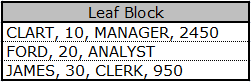 Leaf Block
CLART, 10, MANAGER, 2450
FORD, 20, ANALYST
JAMES, 30, CLERK, 950